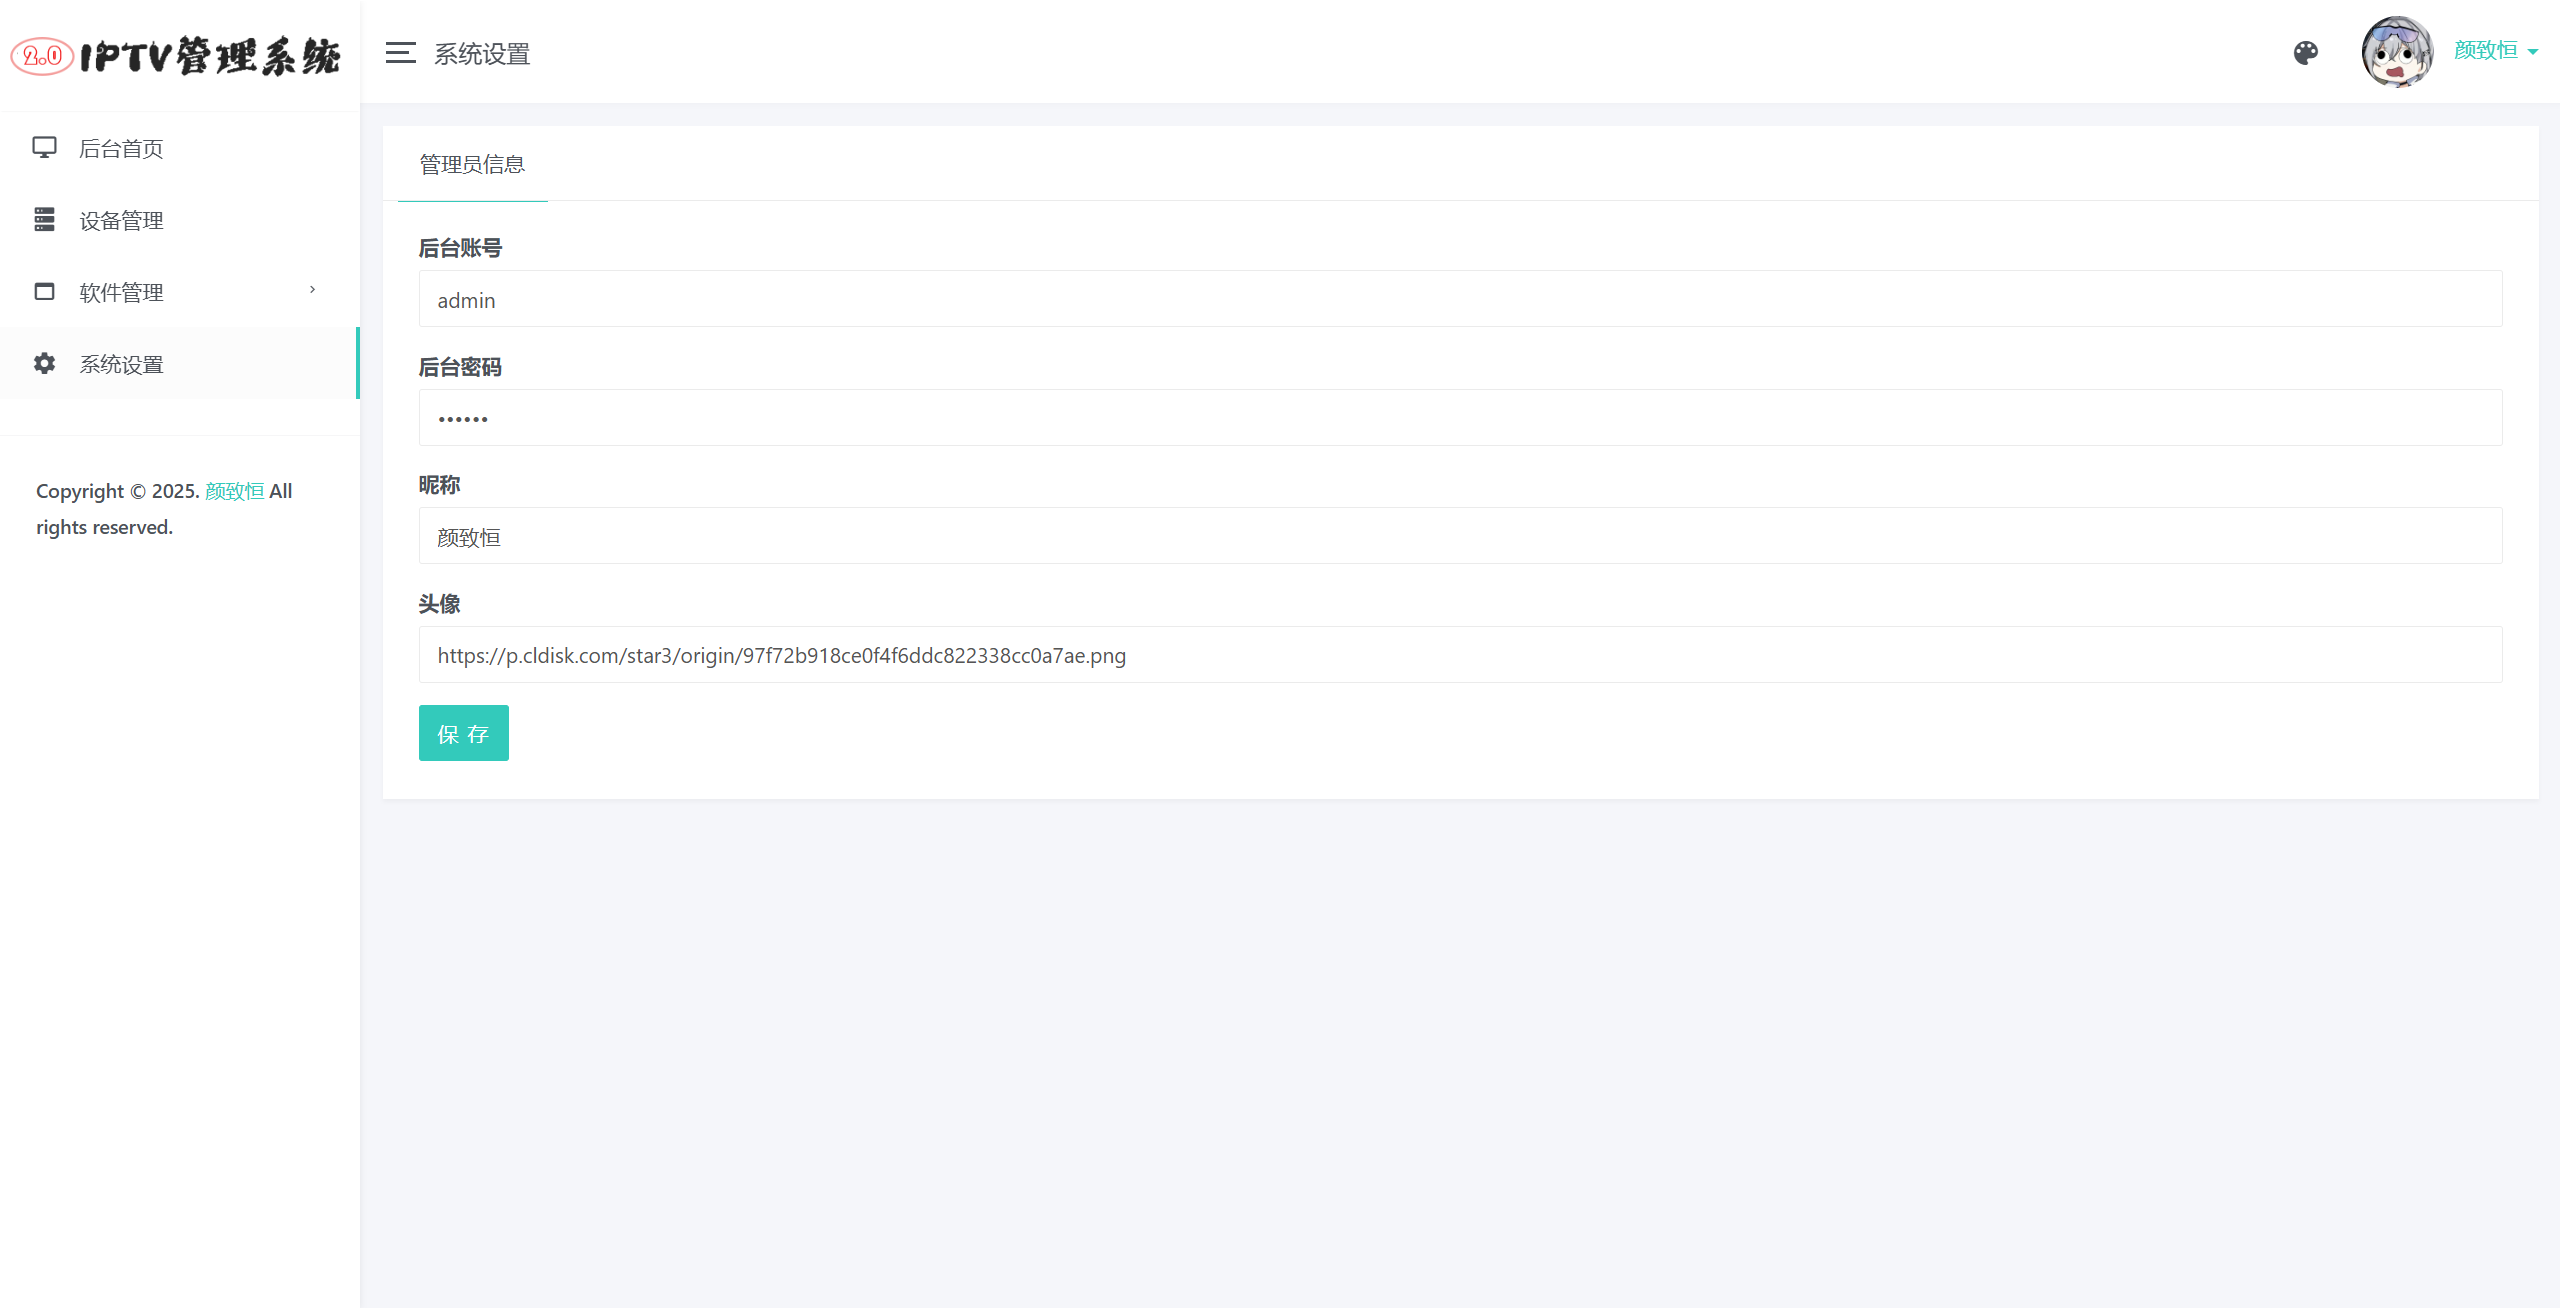 2.0 IPTV管理系统
系统设置
颜致恒
后台首页
设备管理
软件管理
系统设置
Copyright © 2025. 颜致恒 All
rights reserved.
管理员信息
后台账号
admin
后台密码
••••••
昵称
颜致恒
头像
https://p.cldisk.com/star3/origin/97f72b918ce0f4f6ddc822338cc0a7ae.png
保 存